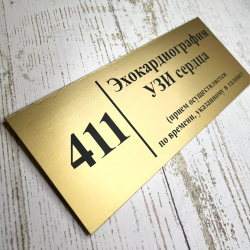 411
Эхокардиография
УЗИ сердца
(прием осуществляется
по времени, указанному в талоне)